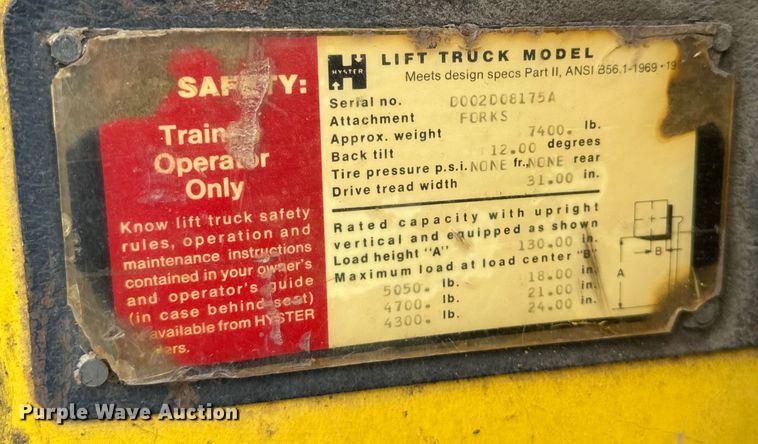 SAFETY:
Operator
Only
Know lift truck safety
rules, operation and
maintenance instructions
contained in your owner's
and operator's guide
(in case behind seat)
available from HYSTER
H
HYSTER
LIFT TRUCK MODEL
Meets design specs Part II, ANSI B56.1-1969
Serial no. D002D08175A
Attachment FORKS
Approx. weight 7400. lb.
Back tilt 12.00 degrees
Tire pressure p.s.i. NONE fr. NONE rear
Drive tread width 31.00 in.
Rated capacity with upright
vertical and equipped as shown
Load height "A" 130.00 in.
Maximum load at load center "B"
5050. lb. 18.00 in.
4700. lb. 21.00 in.
4300. lb. 24.00 in.
B
A
Purple Wave Auction